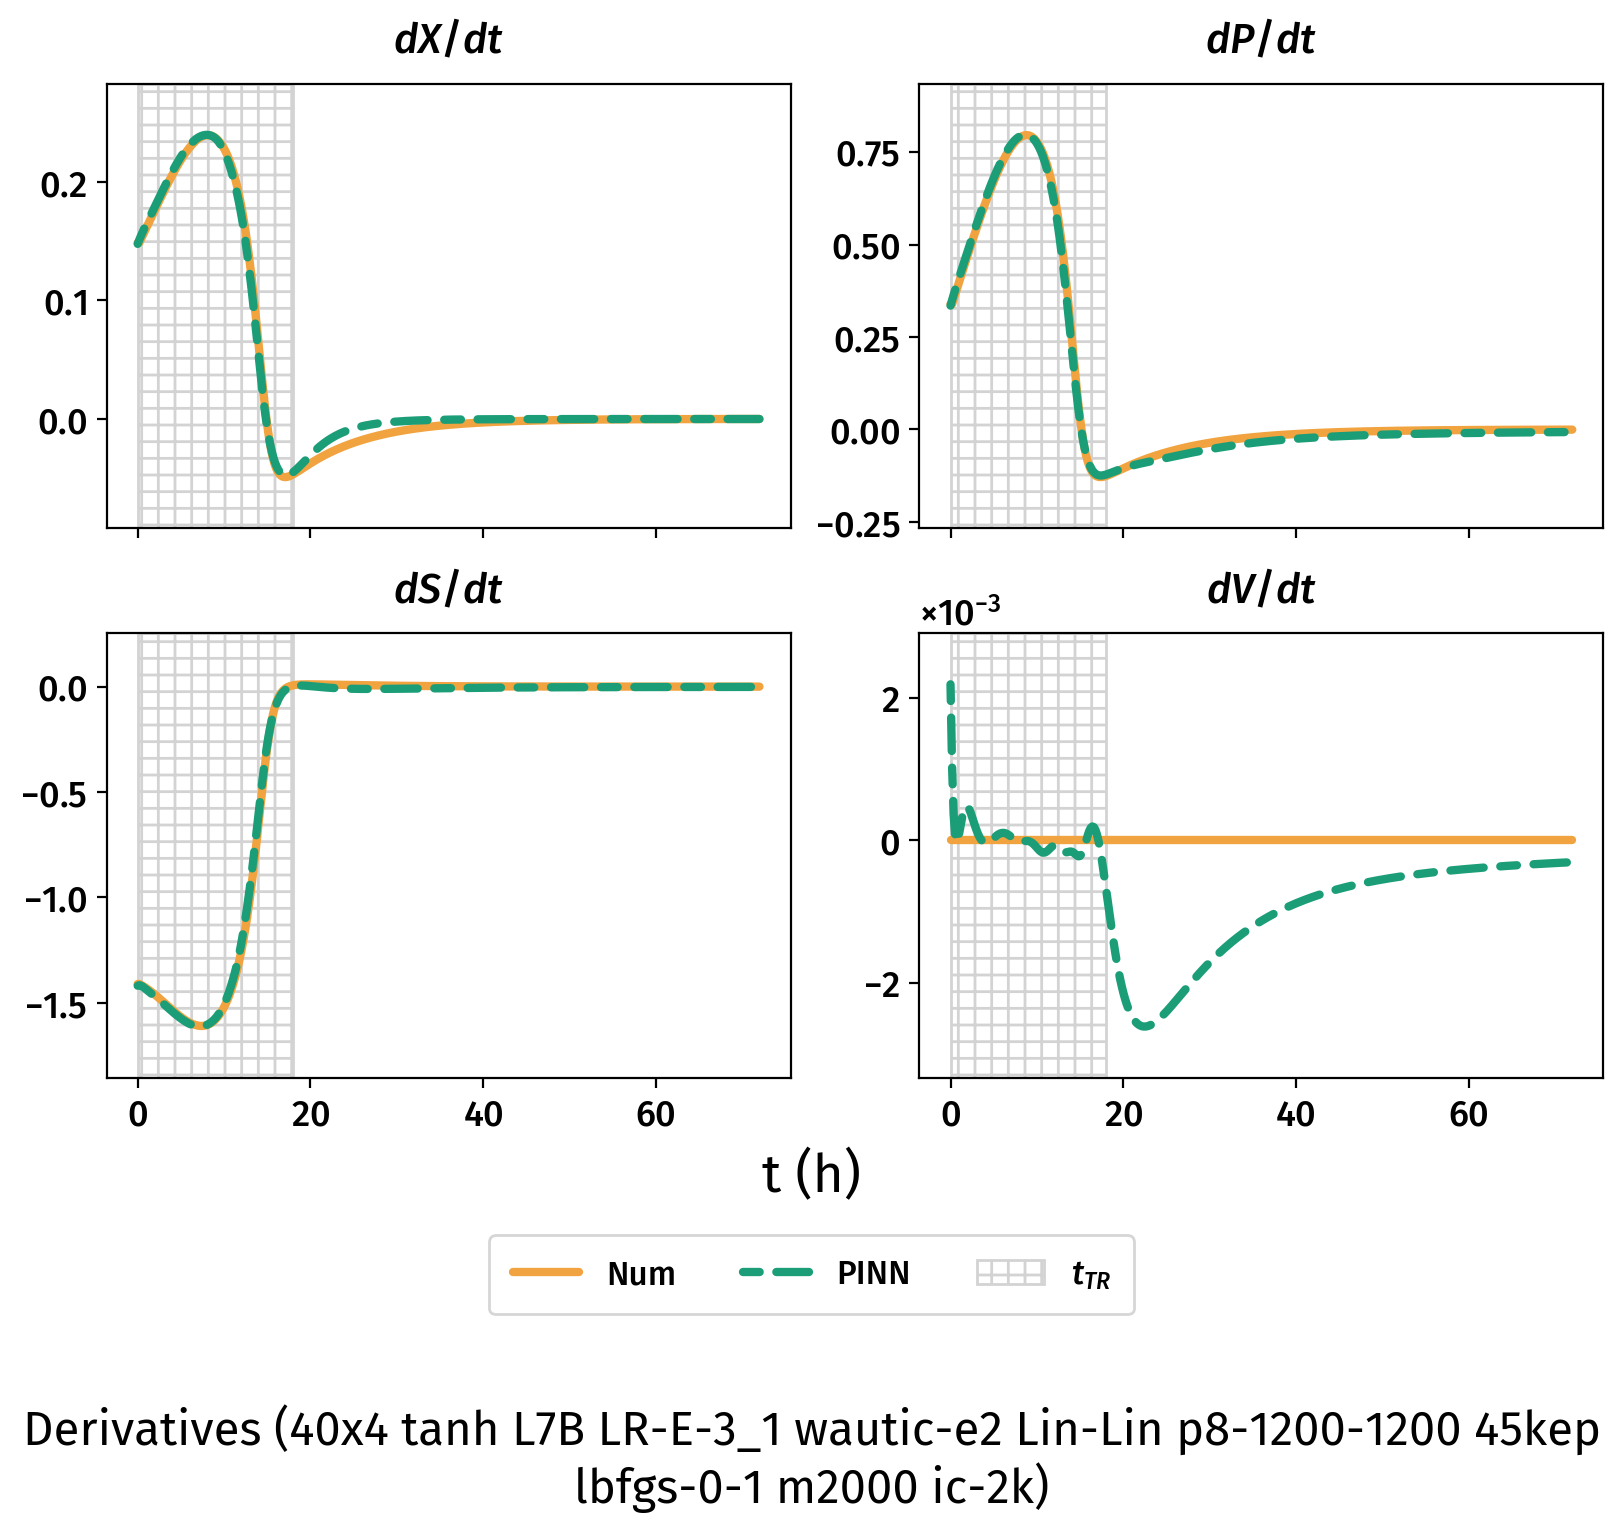 dX/dt
dP/dt
0.2
0.1
0.0
0.75
0.50
0.25
0.00
−0.25
dS/dt
dV/dt
×10⁻³
0.0
−0.5
−1.0
−1.5
2
0
−2
0 20 40 60
0 20 40 60
t (h)
Num PINN t_TR
Derivatives (40x4 tanh L7B LR-E-3_1 wautic-e2 Lin-Lin p8-1200-1200 45kep
lbfgs-0-1 m2000 ic-2k)